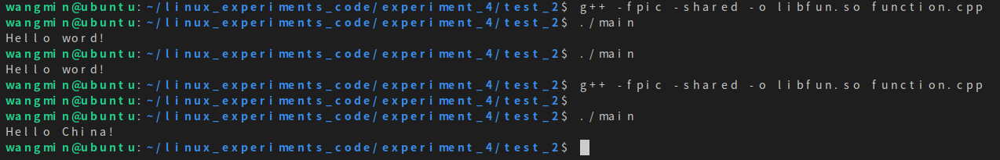 wangmin@ubuntu:~/linux_experiments_code/experiment_4/test_2$ g++ -fpic -shared -o libfun.so function.cpp
wangmin@ubuntu:~/linux_experiments_code/experiment_4/test_2$ ./main
Hello word!
wangmin@ubuntu:~/linux_experiments_code/experiment_4/test_2$ ./main
Hello word!
wangmin@ubuntu:~/linux_experiments_code/experiment_4/test_2$ g++ -fpic -shared -o libfun.so function.cpp
wangmin@ubuntu:~/linux_experiments_code/experiment_4/test_2$
wangmin@ubuntu:~/linux_experiments_code/experiment_4/test_2$ ./main
Hello China!
wangmin@ubuntu:~/linux_experiments_code/experiment_4/test_2$